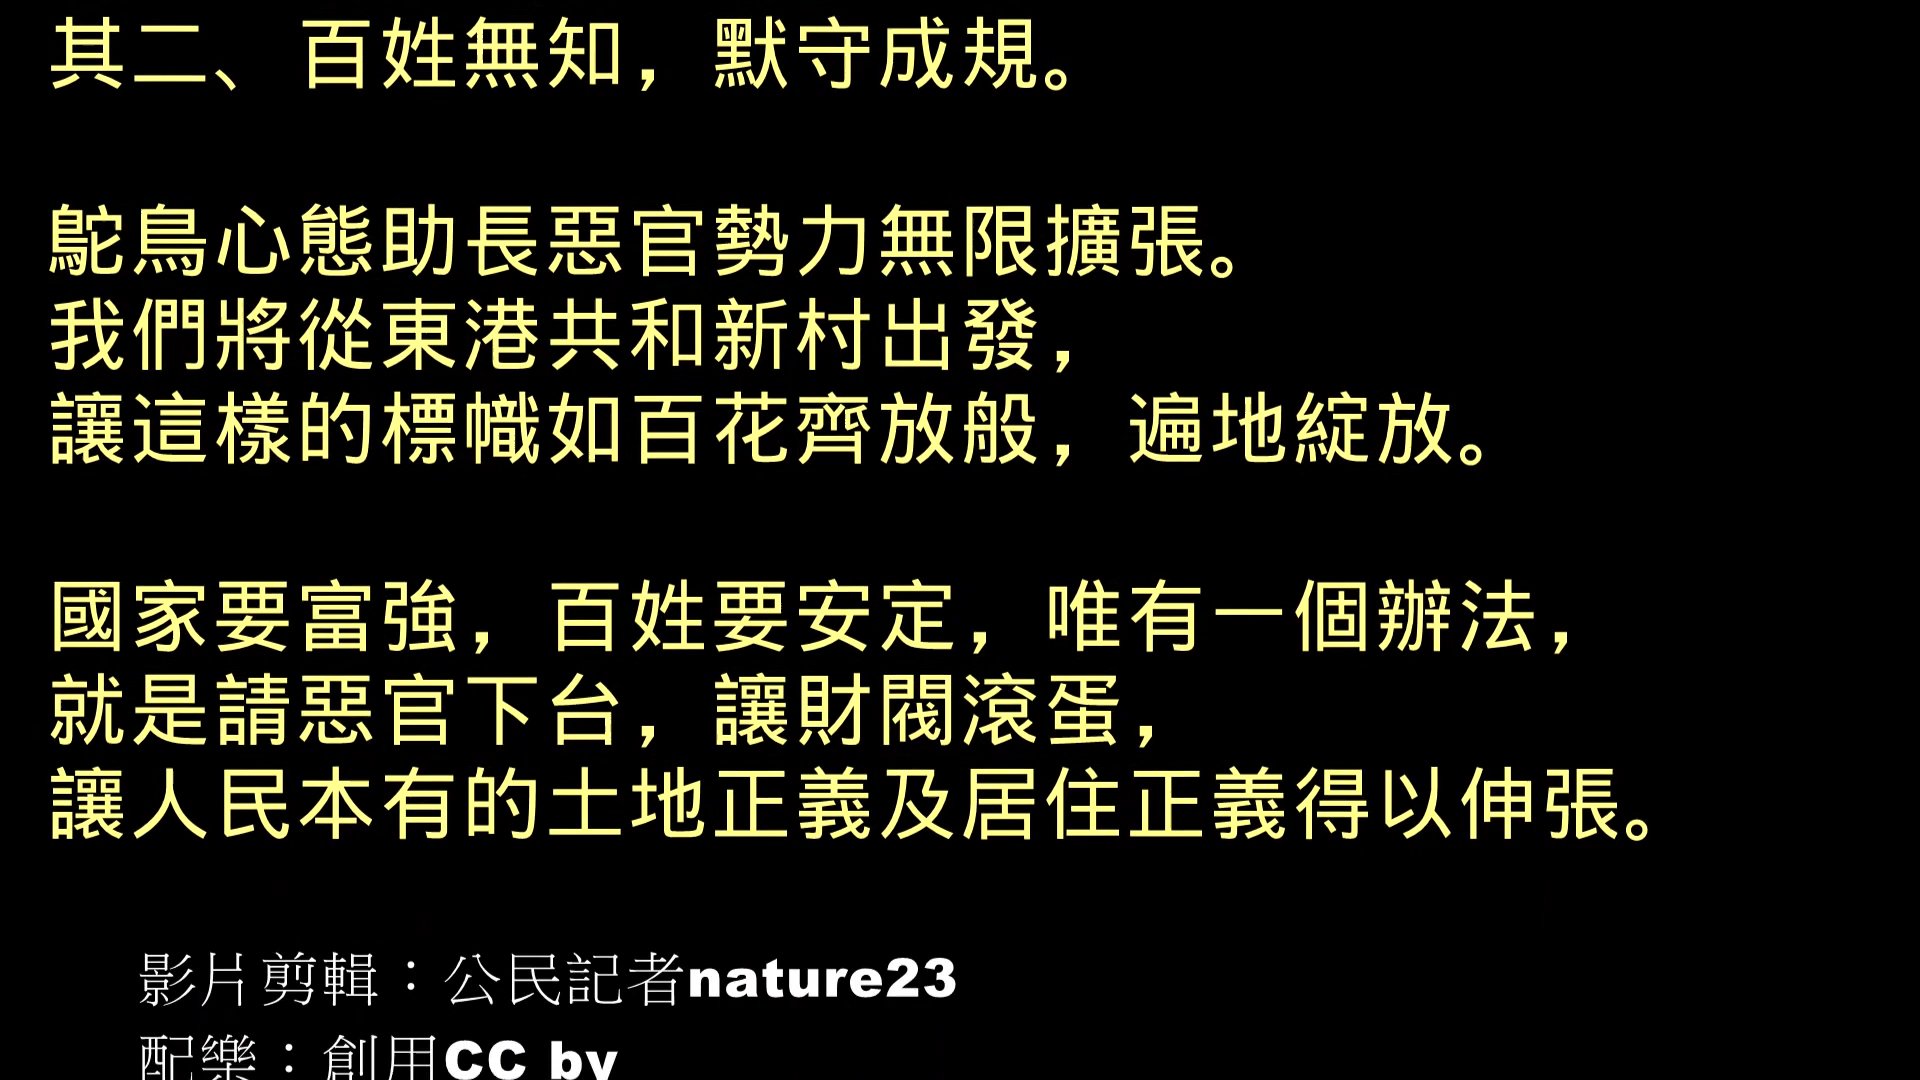 其二、百姓無知，默守成規。
鴕鳥心態助長惡官勢力無限擴張。
我們將從東港共和新村出發，
讓這樣的標幟如百花齊放般，遍地綻放。
國家要富強，百姓要安定，唯有一個辦法，
就是請惡官下台，讓財閥滾蛋，
讓人民本有的土地正義及居住正義得以伸張。
影片剪輯：公民記者nature23
配樂：創用CC by